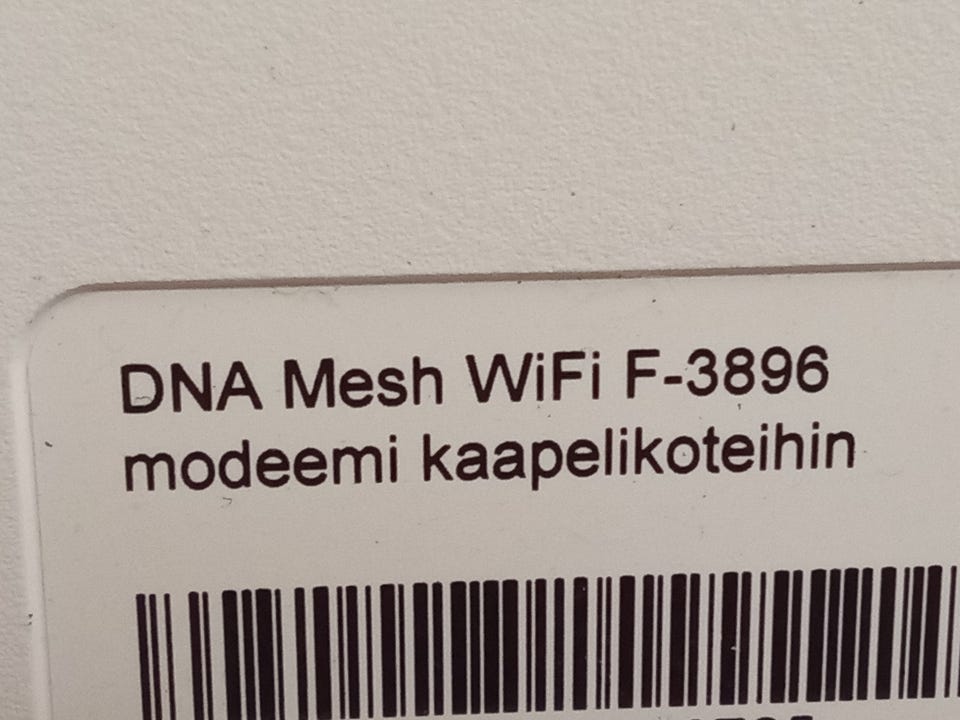 DNA Mesh WiFi F-3896
modeemi kaapelikoteihin